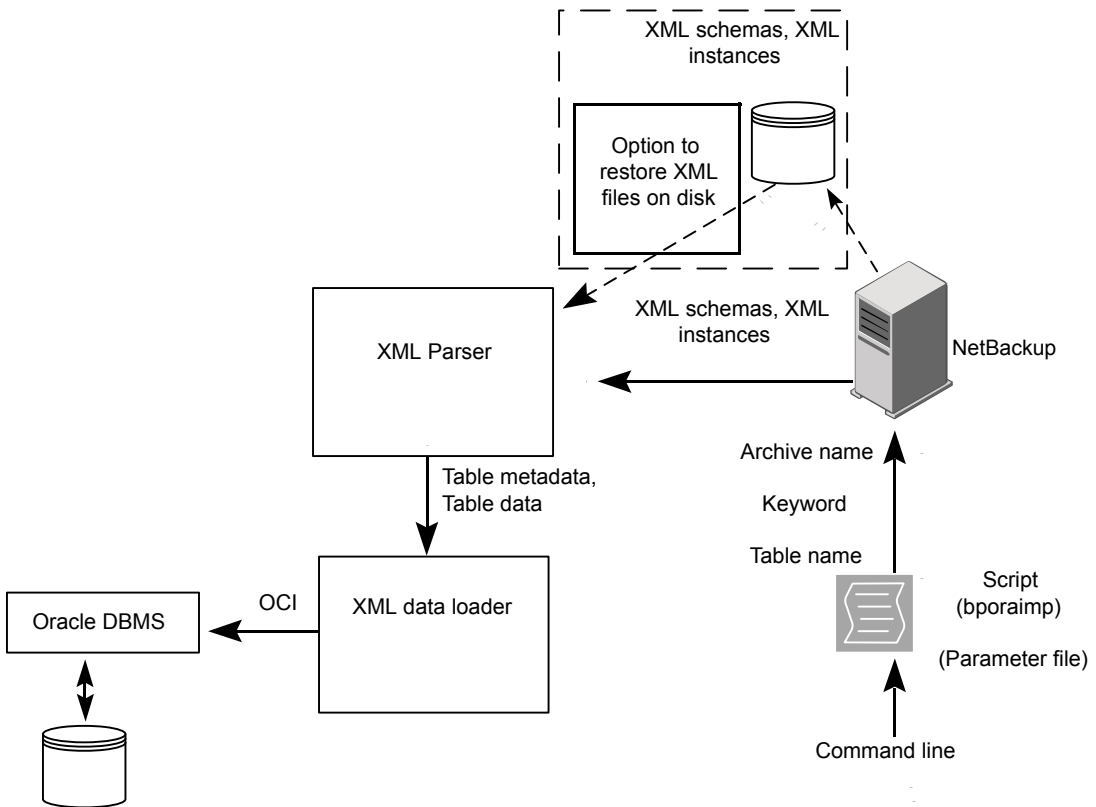 XML schemas, XML
instances
Option to
restore XML
files on disk
XML schemas, XML
instances
XML Parser
NetBackup
Archive name
Keyword
Table name
Table metadata,
Table data
Script
(bporaimp)
(Parameter file)
OCI
XML data loader
Oracle DBMS
Command line